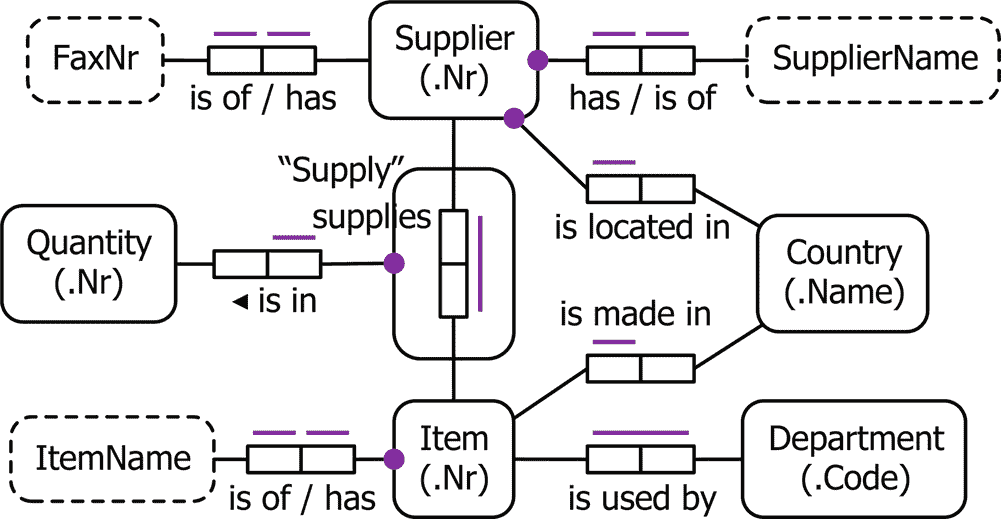 FaxNr
is of / has
Supplier
(.Nr)
has / is of
SupplierName
“Supply”
supplies
is located in
Quantity
(.Nr)
◄ is in
Country
(.Name)
is made in
ItemName
is of / has
Item
(.Nr)
is used by
Department
(.Code)